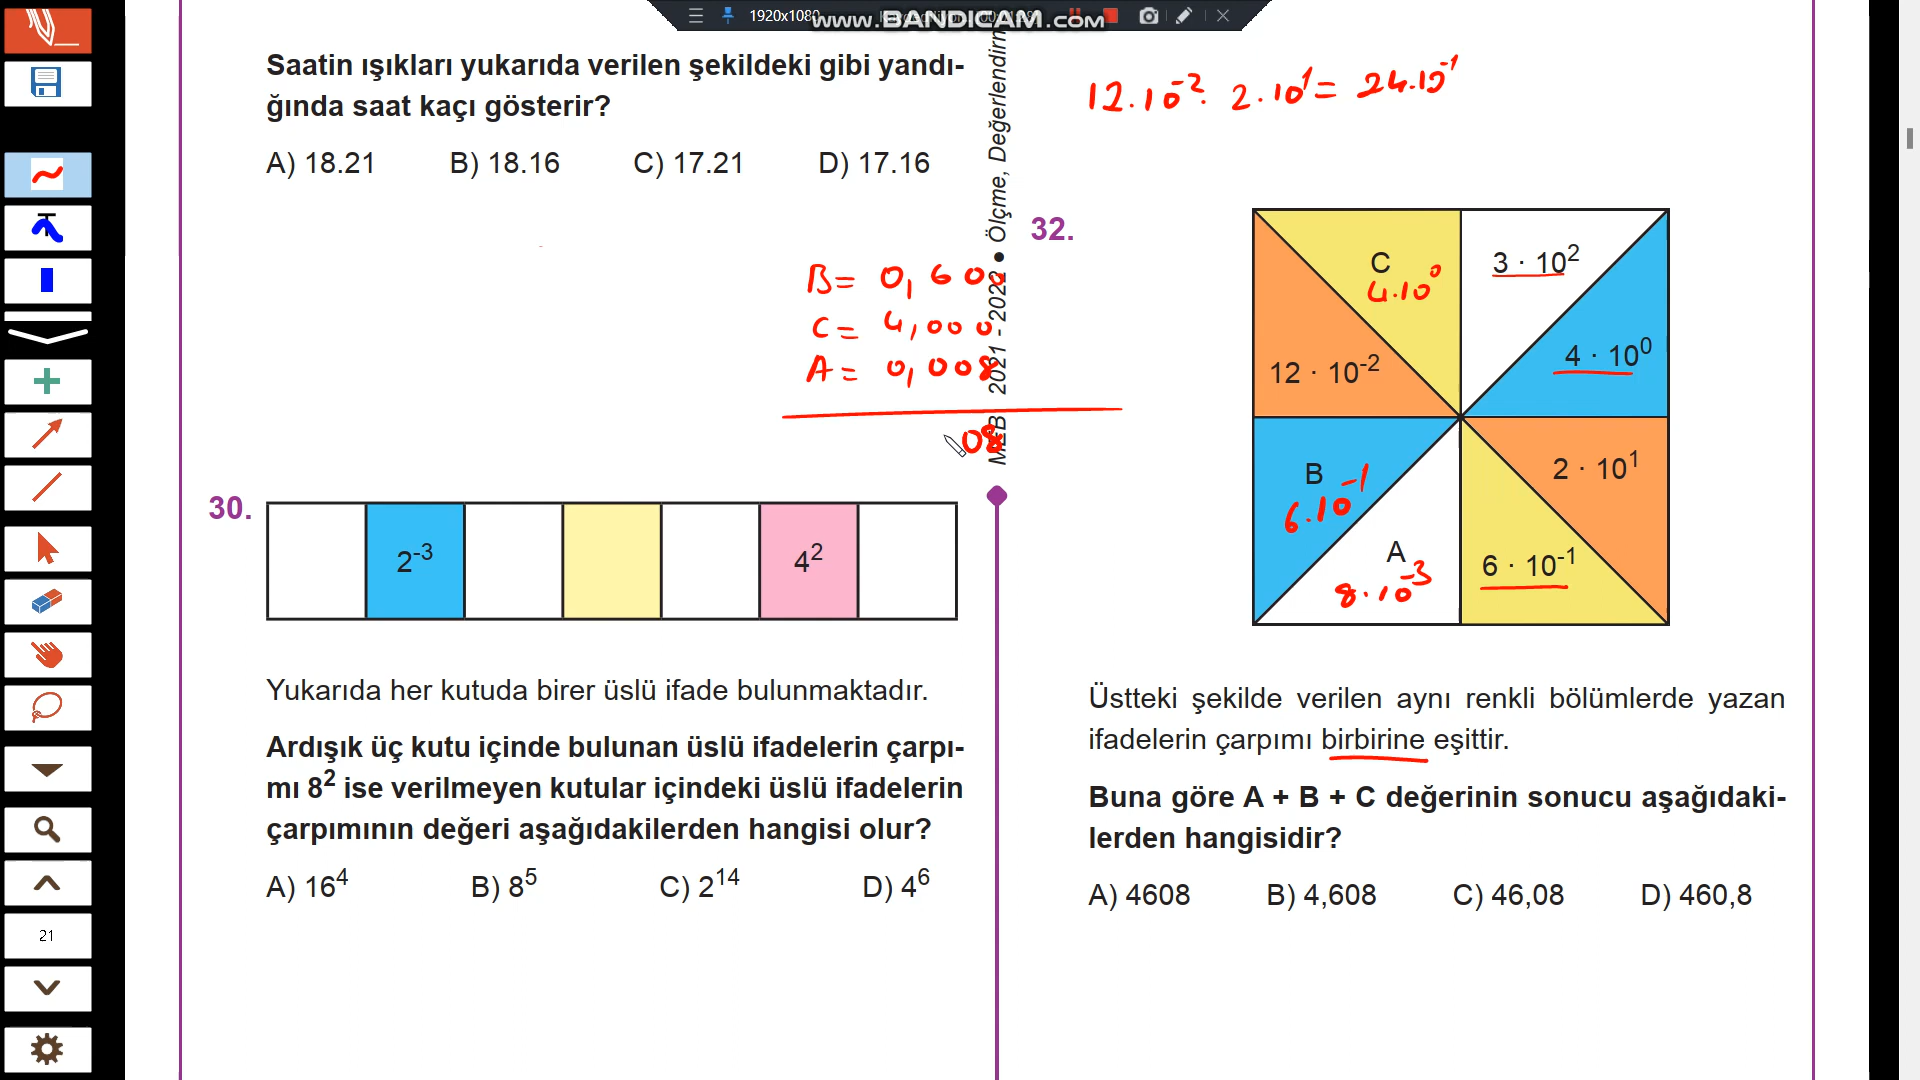 1920x1080
www.BANDICAM.com
Saatin ışıkları yukarıda verilen şekildeki gibi yandı-
ğında saat kaçı gösterir?
A) 18.21 B) 18.16 C) 17.21 D) 17.16
B = 0,600
C = 4,000
A = 0,008
08
30.
2⁻³ 4²
Yukarıda her kutuda birer üslü ifade bulunmaktadır.
Ardışık üç kutu içinde bulunan üslü ifadelerin çarpı-
mı 8² ise verilmeyen kutular içindeki üslü ifadelerin
çarpımının değeri aşağıdakilerden hangisi olur?
A) 16⁴ B) 8⁵ C) 2¹⁴ D) 4⁶
MEB 2021 - 2022 ● Ölçme, Değerlendirm
12.10⁻². 2.10¹ = 24.10⁻¹
32.
C 3 · 10²
4.10⁰
12 · 10⁻² 4 · 10⁰
B 2 · 10¹
6.10⁻¹
A 6 · 10⁻¹
8.10⁻³
Üstteki şekilde verilen aynı renkli bölümlerde yazan
ifadelerin çarpımı birbirine eşittir.
Buna göre A + B + C değerinin sonucu aşağıdaki-
lerden hangisidir?
A) 4608 B) 4,608 C) 46,08 D) 460,8
21